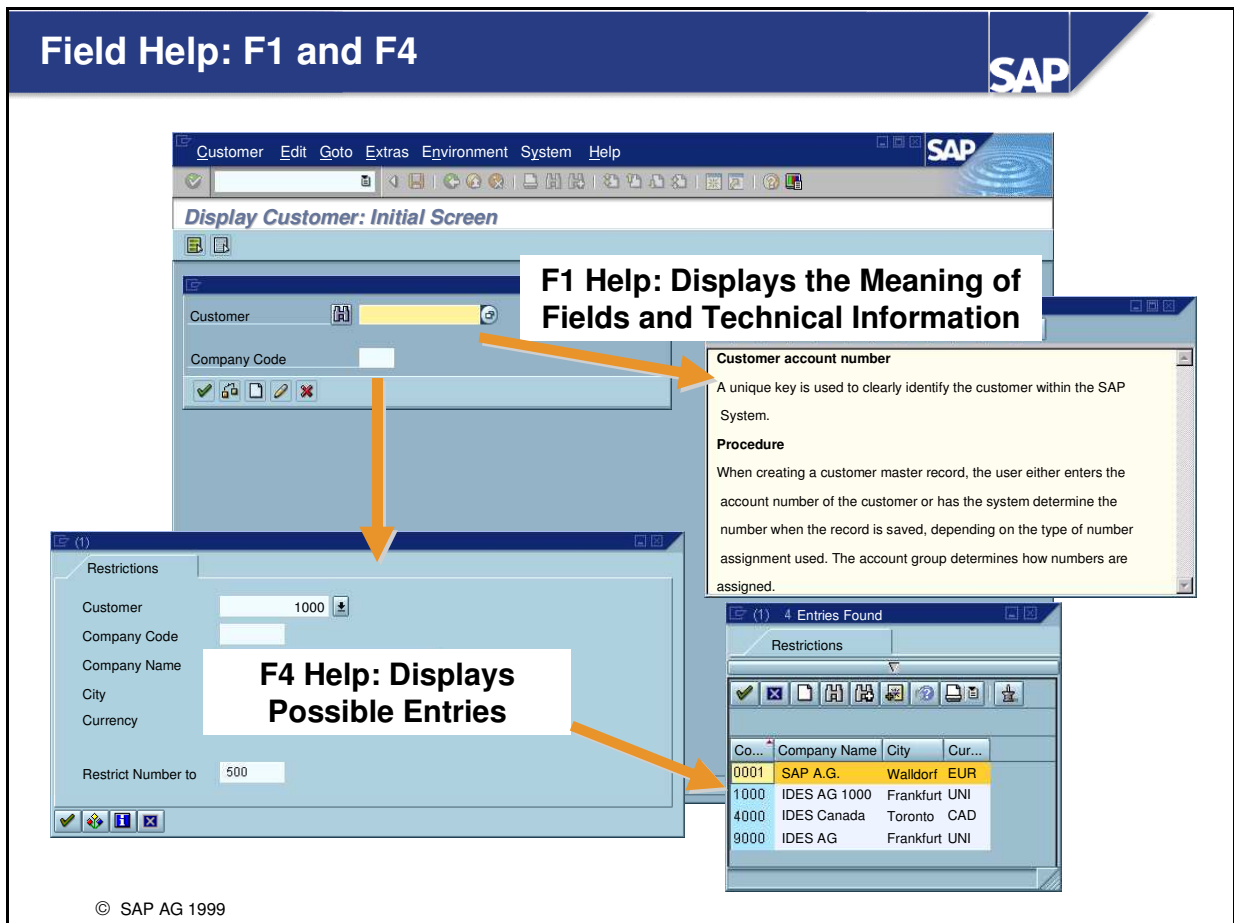 Field Help: F1 and F4
SAP
Customer Edit Goto Extras Environment System Help
SAP
Display Customer: Initial Screen
Customer
Company Code
F1 Help: Displays the Meaning of
Fields and Technical Information
Customer account number
A unique key is used to clearly identify the customer within the SAP
System.
Procedure
When creating a customer master record, the user either enters the
account number of the customer or has the system determine the
number when the record is saved, depending on the type of number
assignment used. The account group determines how numbers are
assigned.
(1)
Restrictions
Customer 1000
Company Code
Company Name
City
Currency
Restrict Number to 500
F4 Help: Displays
Possible Entries
(1) 4 Entries Found
Restrictions
Co... Company Name City Cur...
0001 SAP A.G. Walldorf EUR
1000 IDES AG 1000 Frankfurt UNI
4000 IDES Canada Toronto CAD
9000 IDES AG Frankfurt UNI
© SAP AG 1999